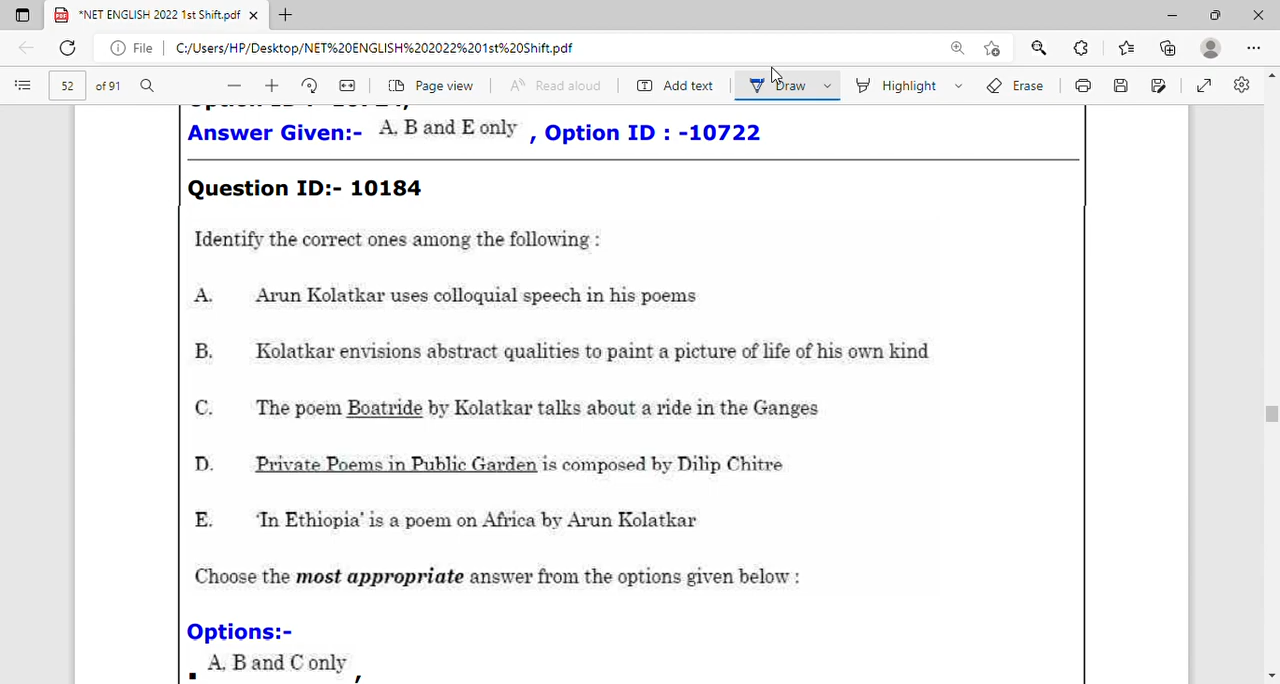 *NET ENGLISH 2022 1st Shift.pdf
File C:/Users/HP/Desktop/NET%20ENGLISH%202022%201st%20Shift.pdf
52 of 91 Page view Read aloud Add text Draw Highlight Erase
Answer Given:- A, B and E only , Option ID : -10722
Question ID:- 10184
Identify the correct ones among the following :
A. Arun Kolatkar uses colloquial speech in his poems
B. Kolatkar envisions abstract qualities to paint a picture of life of his own kind
C. The poem Boatride by Kolatkar talks about a ride in the Ganges
D. Private Poems in Public Garden is composed by Dilip Chitre
E. 'In Ethiopia' is a poem on Africa by Arun Kolatkar
Choose the most appropriate answer from the options given below :
Options:-
A, B and C only ,